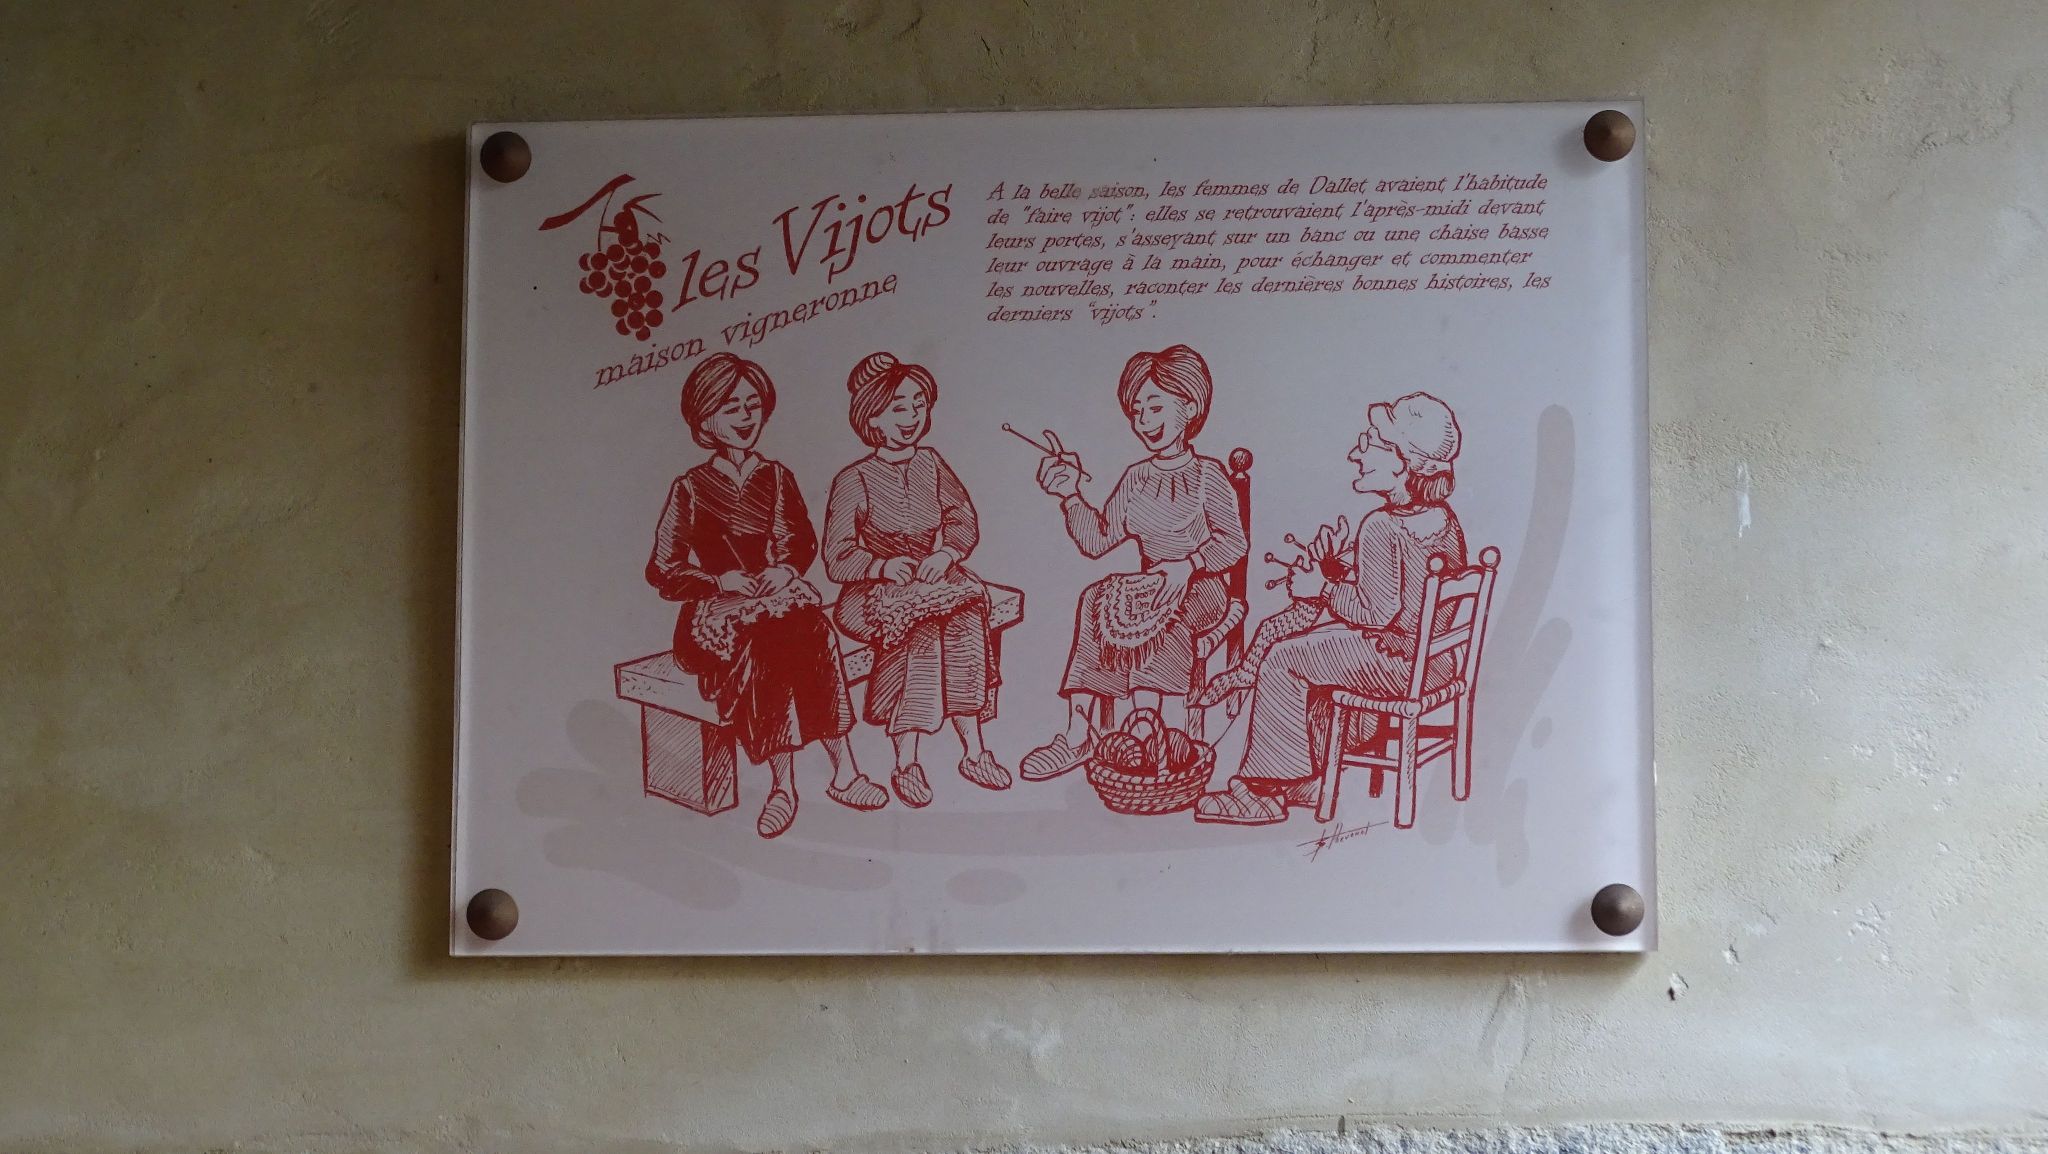 les Vijots
maison vigneronne
A la belle saison, les femmes de Dallet avaient l'habitude
de "faire vijot": elles se retrouvaient l'après-midi devant
leurs portes, s'asseyant sur un banc ou une chaise basse
leur ouvrage à la main, pour échanger et commenter
les nouvelles, raconter les dernières bonnes histoires, les
derniers "vijots".